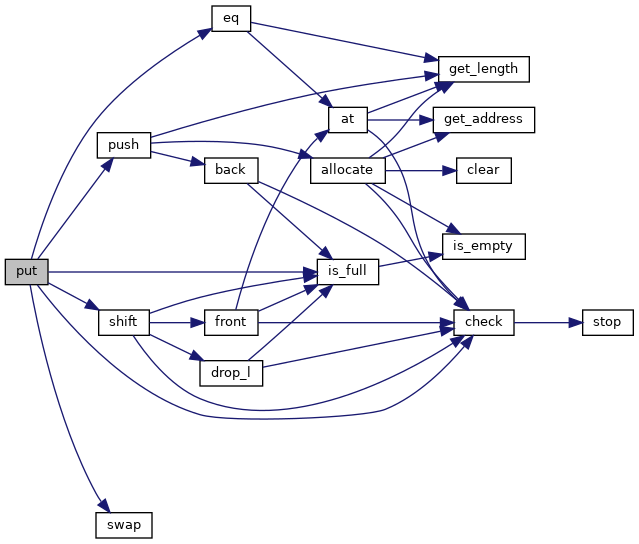 eq
get_length
at
get_address
push
back
allocate
clear
is_empty
put
is_full
shift
front
check
stop
drop_l
swap